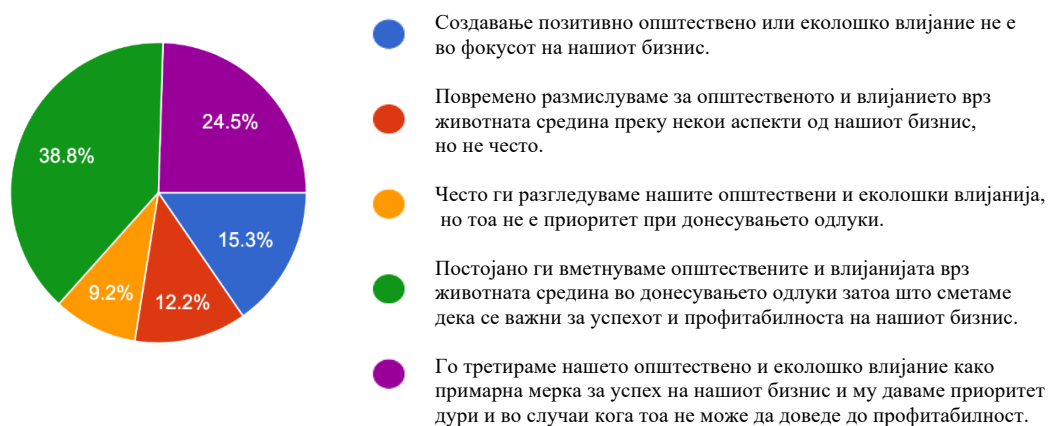 24.5%
38.8%
15.3%
9.2%
12.2%
Создавање позитивно општествено или еколошко влијание не е
во фокусот на нашиот бизнис.
Повремено размислуваме за општественото и влијанието врз
животната средина преку некои аспекти од нашиот бизнис,
но не често.
Често ги разгледуваме нашите општествени и еколошки влијанија,
но тоа не е приоритет при донесувањето одлуки.
Постојано ги вметнуваме општествените и влијанијата врз
животната средина во донесувањето одлуки затоа што сметаме
дека се важни за успехот и профитабилноста на нашиот бизнис.
Го третираме нашето општествено и еколошко влијание како
примарна мерка за успех на нашиот бизнис и му даваме приоритет
дури и во случаи кога тоа не може да доведе до профитабилност.